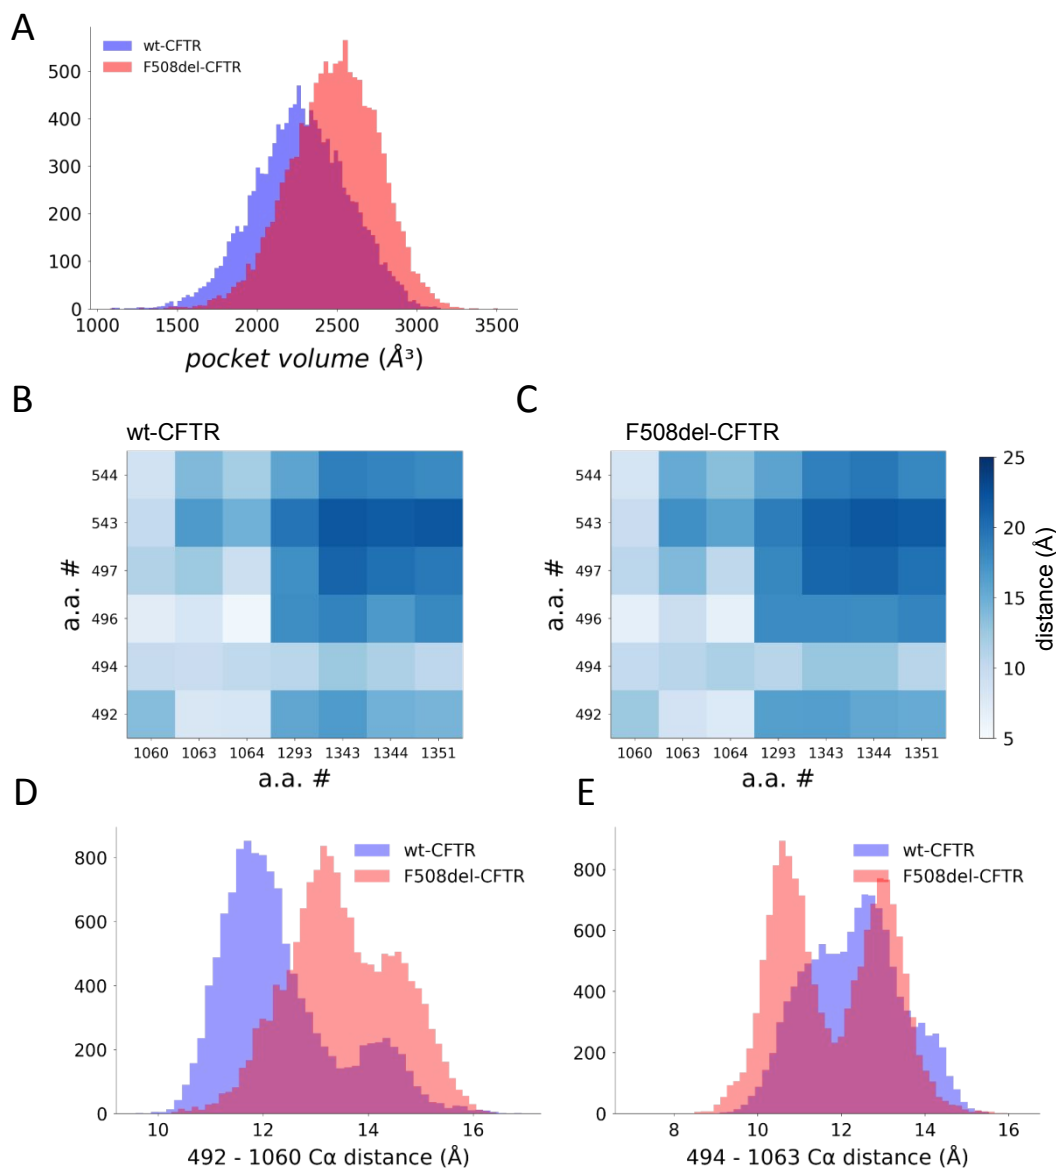 A
wt-CFTR
F508del-CFTR
500
400
300
200
100
0
1000 1500 2000 2500 3000 3500
pocket volume (Å³)
B
wt-CFTR
544
543
497
496
494
492
a.a. #
1060 1063 1064 1293 1343 1344 1351
a.a. #
C
F508del-CFTR
544
543
497
496
494
492
a.a. #
1060 1063 1064 1293 1343 1344 1351
a.a. #
25
20
15
10
5
distance (Å)
D
wt-CFTR
F508del-CFTR
800
600
400
200
0
10 12 14 16
492 - 1060 Cα distance (Å)
E
wt-CFTR
F508del-CFTR
800
600
400
200
0
8 10 12 14 16
494 - 1063 Cα distance (Å)